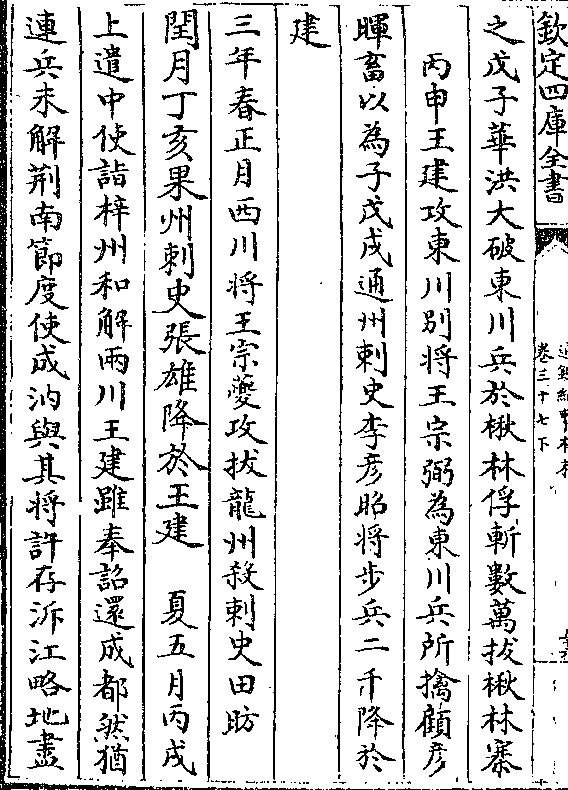 欽定四庫全書
卷三十七下
之戊子華洪大破東川兵於楸林俘斬數萬拔楸林寨
丙申王建攻東川別將王宗弼為東川兵所擒顧彦
暉畜以為子戊戌通州刺史李彦昭將步兵二千降於
建
三年春正月西川將王宗夔攻拔龍州殺刺史田昉
閏月丁亥果州刺史張雄降於王建　夏五月丙戌
上遣中使詣梓州和解兩川王建雖奉詔還成都然猶
連兵未解荆南節度使成汭與其將許存泝江略地盡